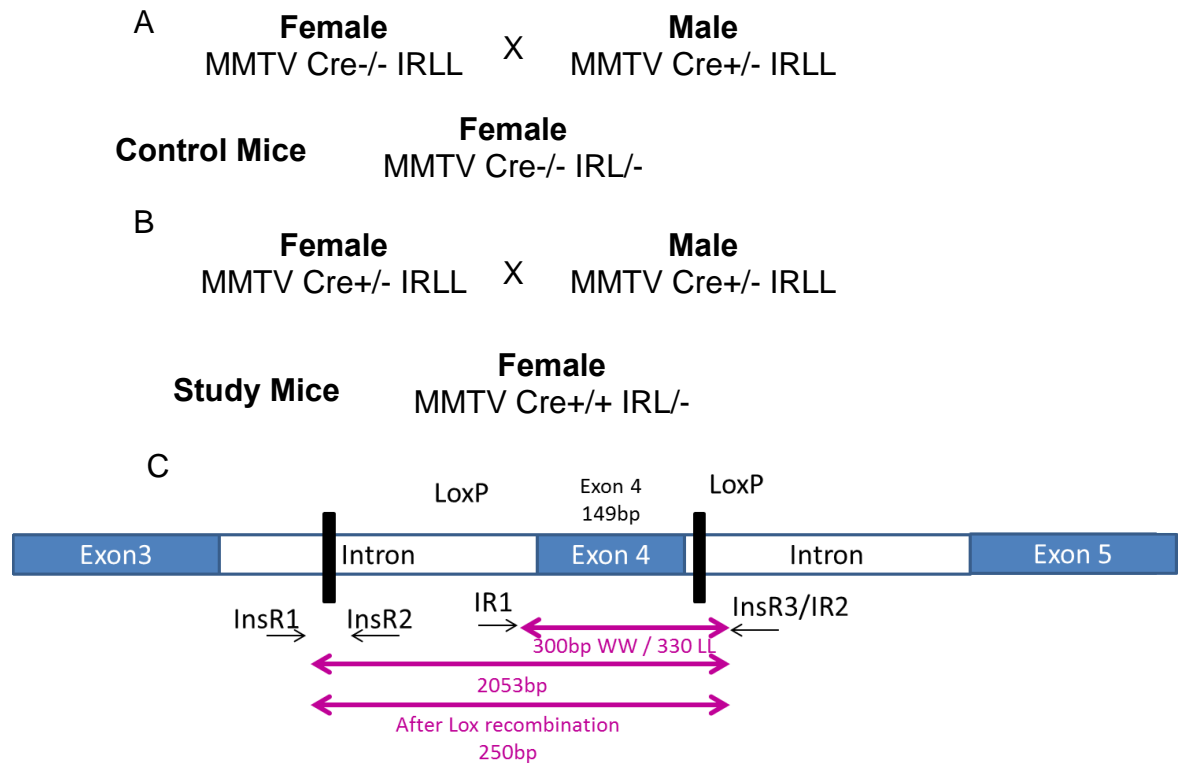 A
Female X Male
MMTV Cre-/- IRLL MMTV Cre+/- IRLL
Control Mice
Female
MMTV Cre-/- IRL/-
B
Female X Male
MMTV Cre+/- IRLL MMTV Cre+/- IRLL
Study Mice
Female
MMTV Cre+/+ IRL/-
C
LoxP
Exon 4
149bp
LoxP
Exon3 Intron Exon 4 Intron Exon 5
InsR1 InsR2 IR1 InsR3/IR2
300bp WW / 330 LL
2053bp
After Lox recombination
250bp